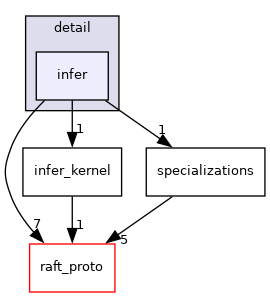 detail
infer
1
1
infer_kernel
specializations
7
1
5
raft_proto